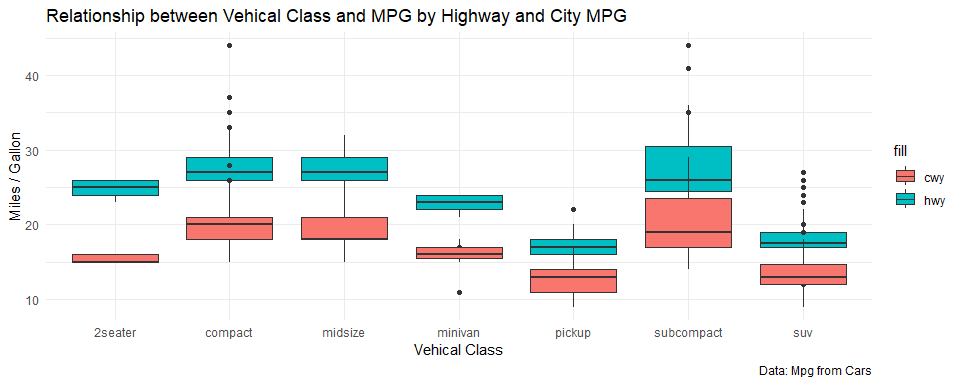 Relationship between Vehical Class and MPG by Highway and City MPG
Miles / Gallon
40
30
20
10
2seater compact midsize minivan pickup subcompact suv
Vehical Class
fill
cwy
hwy
Data: Mpg from Cars